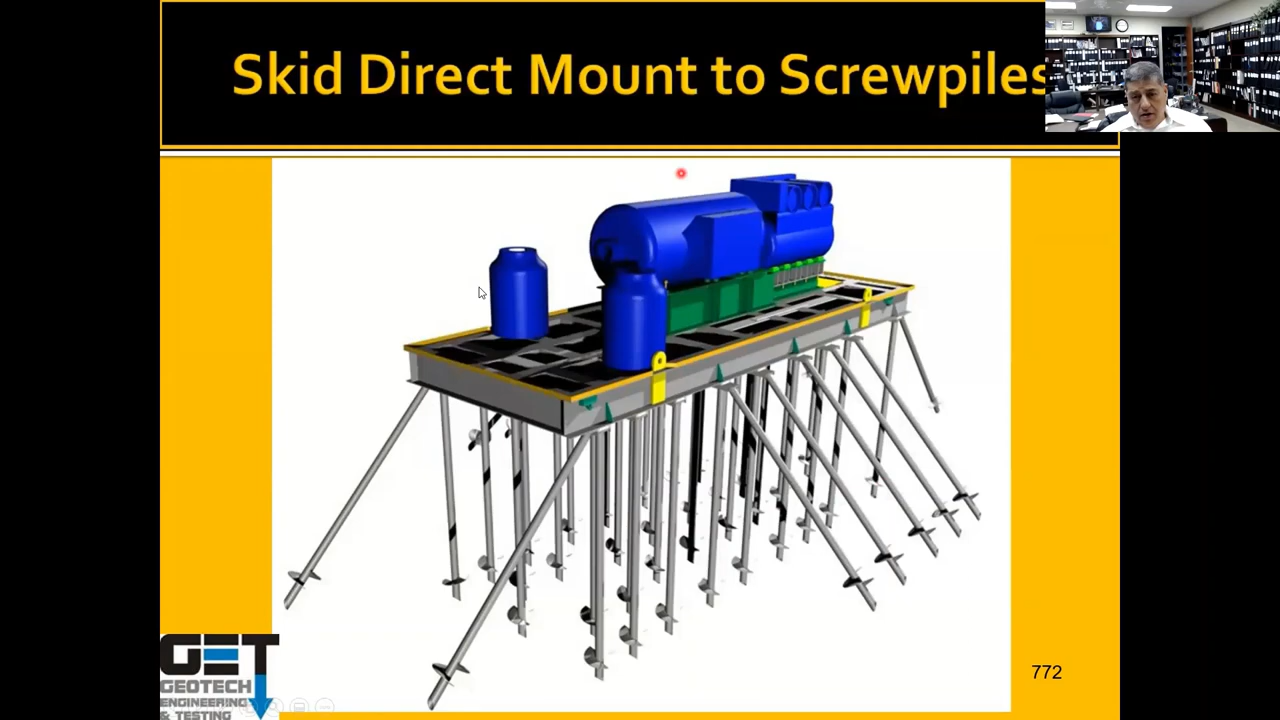 Skid Direct Mount to Screwpiles
GET
GEOTECH
ENGINEERING
& TESTING
772